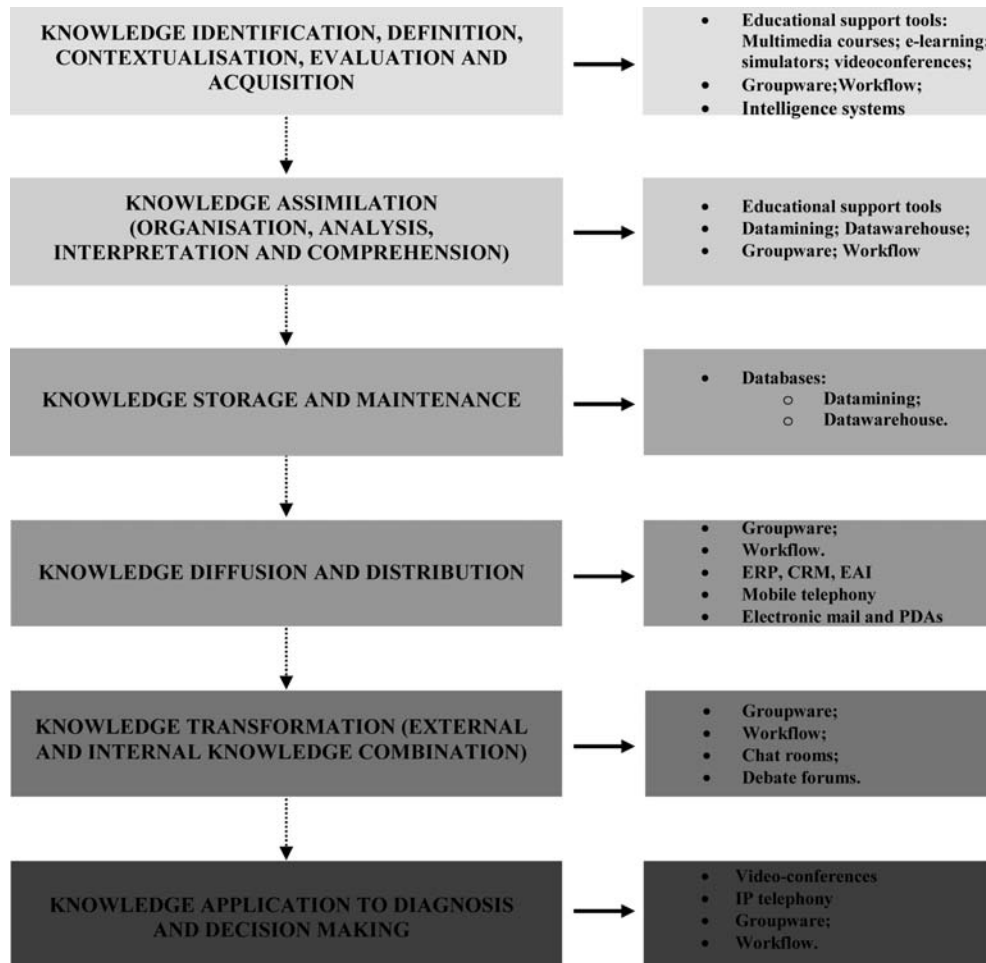 KNOWLEDGE IDENTIFICATION, DEFINITION,
CONTEXTUALISATION, EVALUATION AND
ACQUISITION
• Educational support tools:
Multimedia courses; e-learning;
simulators; videoconferences;
• Groupware;Workflow;
• Intelligence systems
KNOWLEDGE ASSIMILATION
(ORGANISATION, ANALYSIS,
INTERPRETATION AND COMPREHENSION)
• Educational support tools
• Datamining; Datawarehouse;
• Groupware; Workflow
KNOWLEDGE STORAGE AND MAINTENANCE
• Databases:
o Datamining;
o Datawarehouse.
KNOWLEDGE DIFFUSION AND DISTRIBUTION
• Groupware;
• Workflow.
• ERP, CRM, EAI
• Mobile telephony
• Electronic mail and PDAs
KNOWLEDGE TRANSFORMATION (EXTERNAL
AND INTERNAL KNOWLEDGE COMBINATION)
• Groupware;
• Workflow;
• Chat rooms;
• Debate forums.
KNOWLEDGE APPLICATION TO DIAGNOSIS
AND DECISION MAKING
• Video-conferences
• IP telephony
• Groupware;
• Workflow.